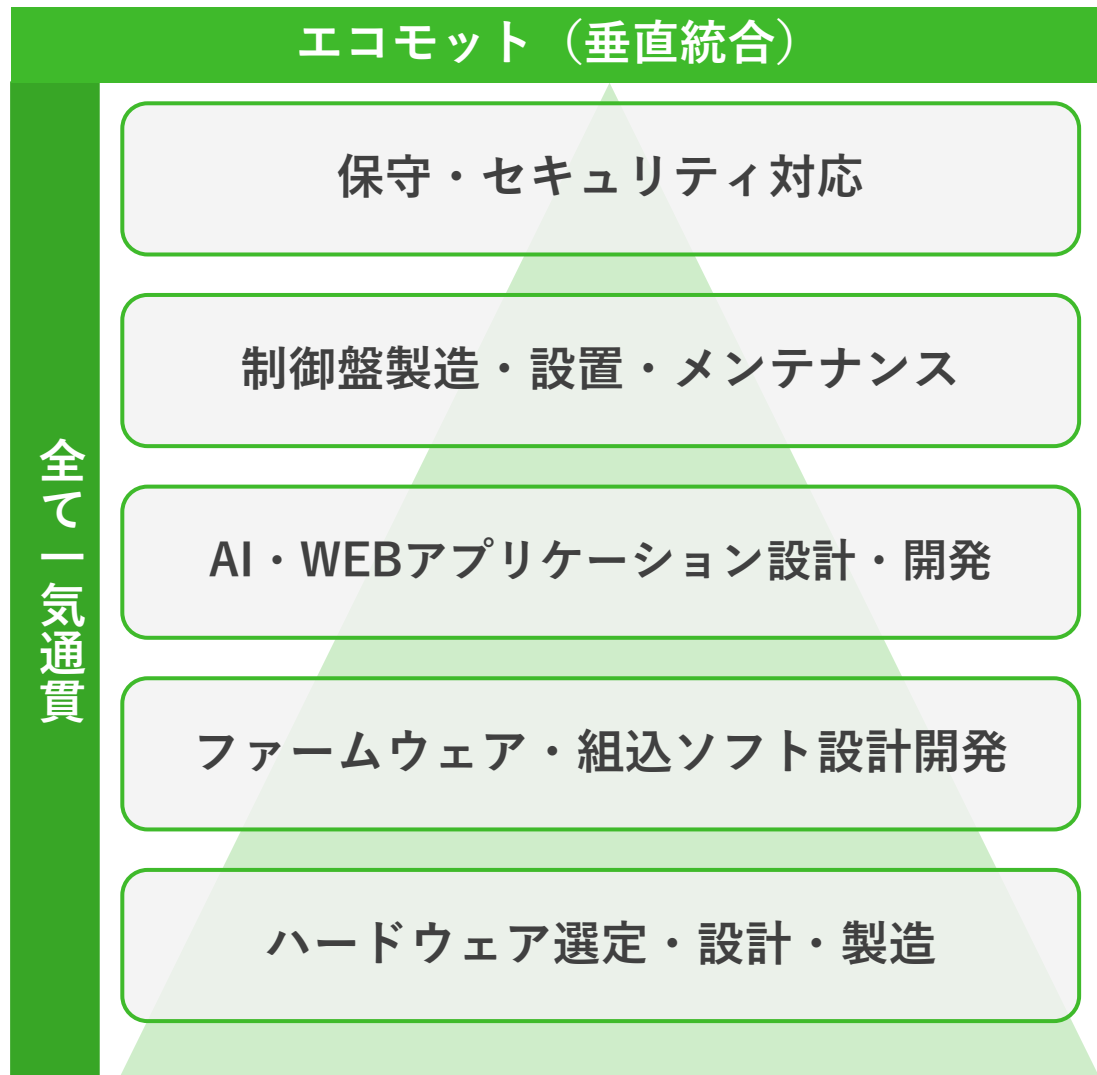 エコモット（垂直統合）
全て一気通貫
保守・セキュリティ対応
制御盤製造・設置・メンテナンス
AI・WEBアプリケーション設計・開発
ファームウェア・組込ソフト設計開発
ハードウェア選定・設計・製造